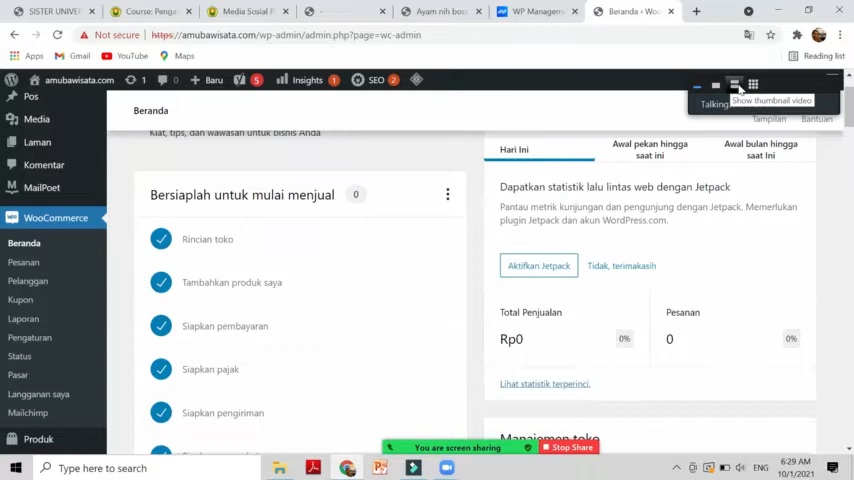 SISTER UNIVER
Course: Penga
Media Sosial F
-
Ayam nih bos
WP Managem
Beranda ‹ Woo
Not secure
https://amubawisata.com/wp-admin/admin.php?page=wc-admin
Apps
Gmail
YouTube
Maps
Reading list
amubawisata.com
1
0
+ Baru
5
Insights
1
SEO
2
Talking:
Show thumbnail video
Pos
Media
Laman
Komentar
MailPoet
WooCommerce
Beranda
Pesanan
Pelanggan
Kupon
Laporan
Pengaturan
Status
Pasar
Langganan saya
Mailchimp
Produk
Beranda
Tampilan
Bantuan
Kiat, tips, dan wawasan untuk bisnis Anda
Bersiaplah untuk mulai menjual
0
Rincian toko
Tambahkan produk saya
Siapkan pembayaran
Siapkan pajak
Siapkan pengiriman
Hari Ini
Awal pekan hingga
saat ini
Awal bulan hingga
saat Ini
Dapatkan statistik lalu lintas web dengan Jetpack
Pantau metrik kunjungan dan pengunjung dengan Jetpack. Memerlukan
plugin Jetpack dan akun WordPress.com.
Aktifkan Jetpack
Tidak, terimakasih
Total Penjualan
Rp0
0%
Pesanan
0
0%
Lihat statistik terperinci.
Manajemen toko
You are screen sharing
Stop Share
Type here to search
ENG
6:29 AM
10/1/2021